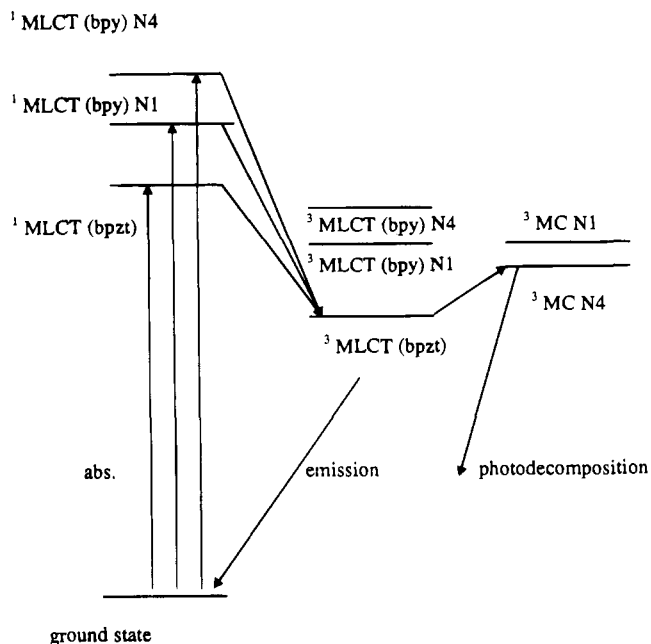 1 MLCT (bpy) N4
1 MLCT (bpy) N1
1 MLCT (bpzt)
3 MLCT (bpy) N4
3 MLCT (bpy) N1
3 MLCT (bpzt)
3 MC N1
3 MC N4
abs.
emission
photodecomposition
ground state